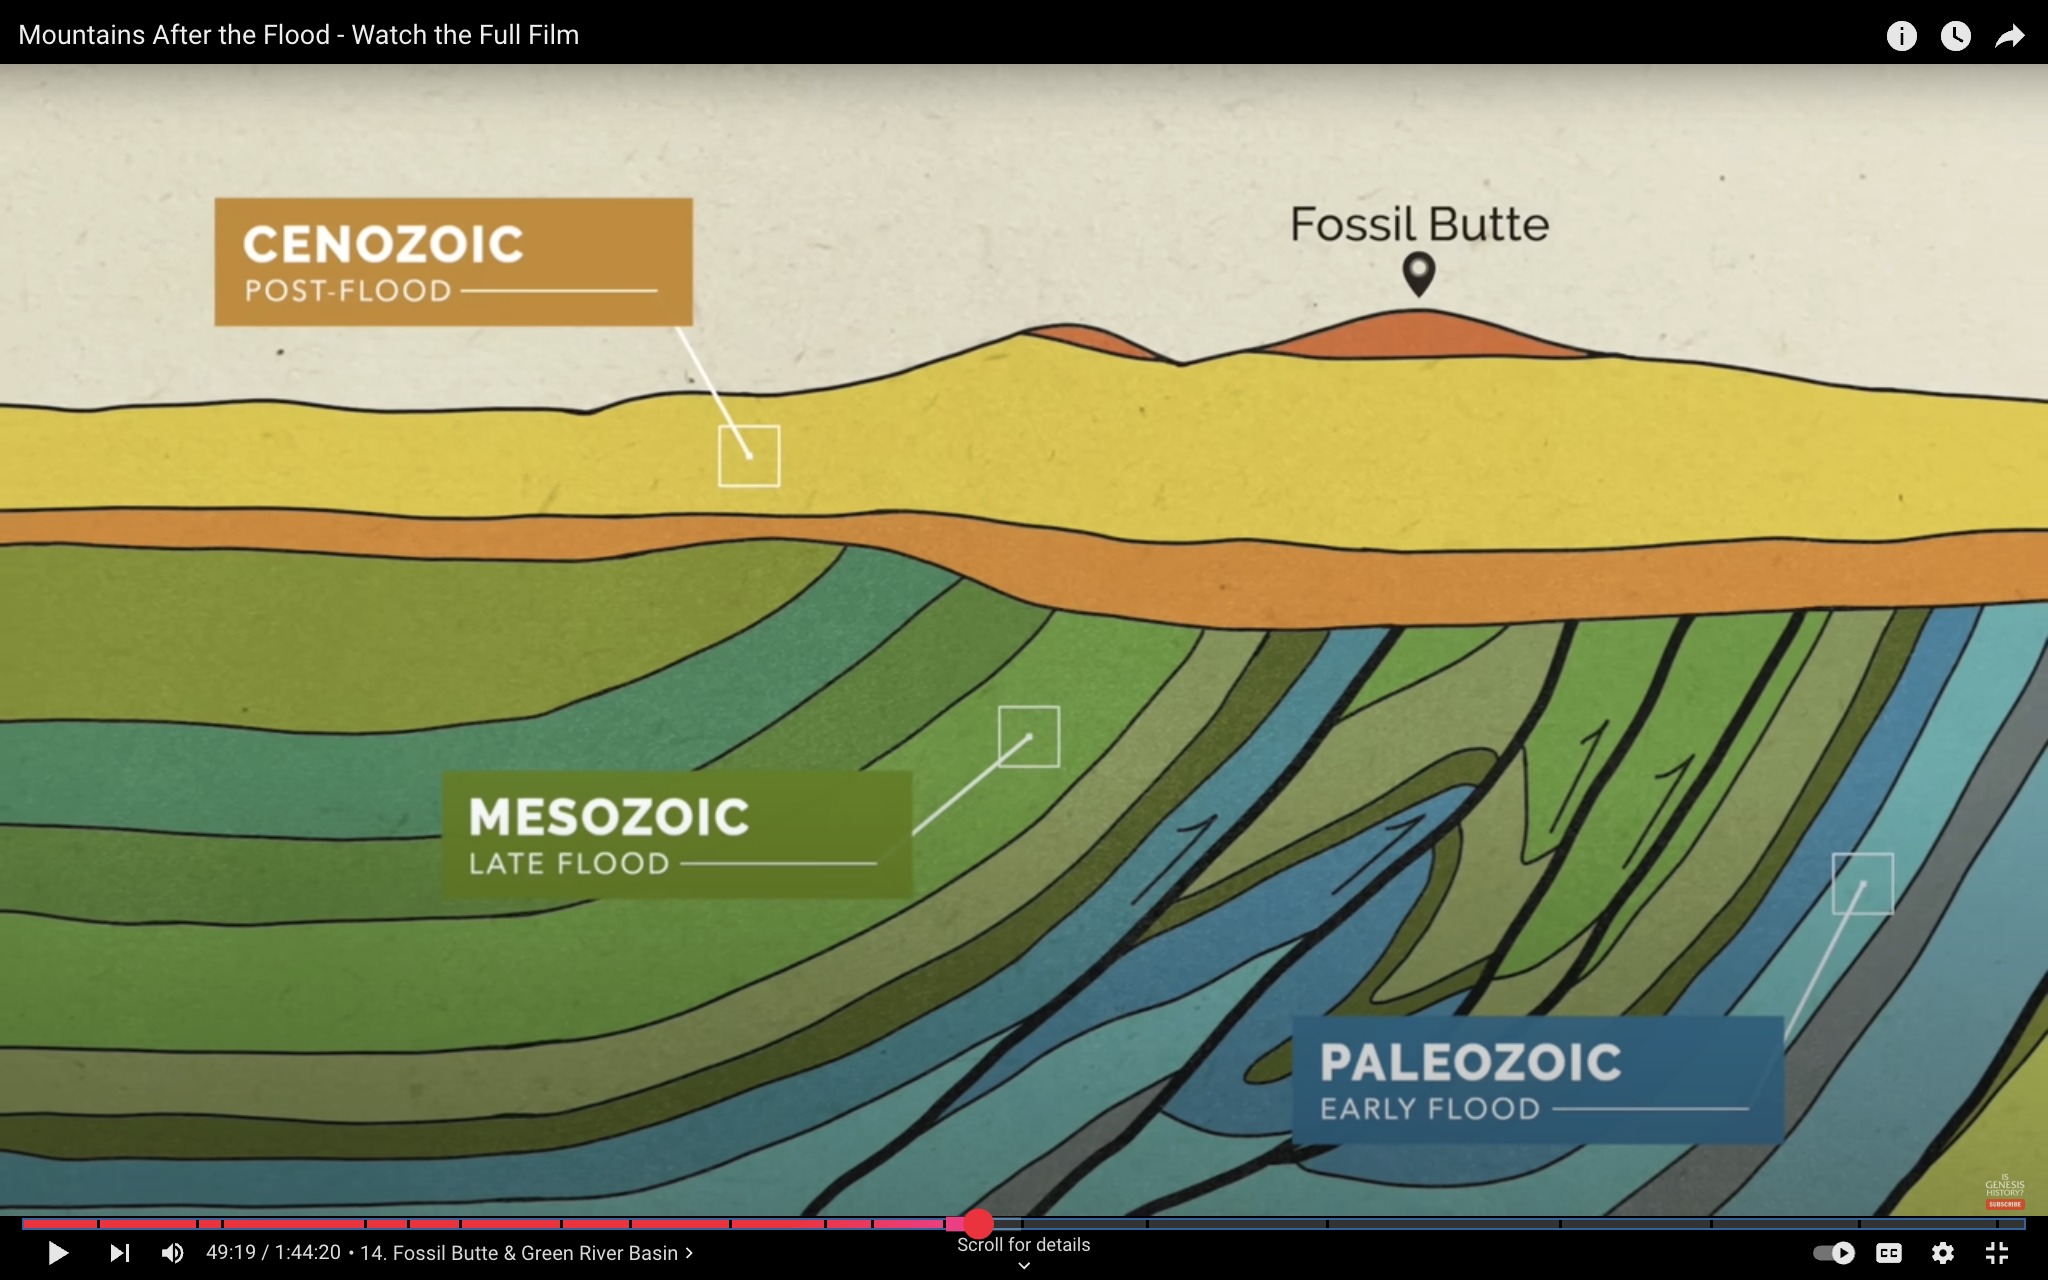 Mountains After the Flood - Watch the Full Film
CENOZOIC
POST-FLOOD
Fossil Butte
MESOZOIC
LATE FLOOD
PALEOZOIC
EARLY FLOOD
IS
GENESIS
HISTORY?
SUBSCRIBE
49:19 / 1:44:20 • 14. Fossil Butte & Green River Basin
Scroll for details
CC